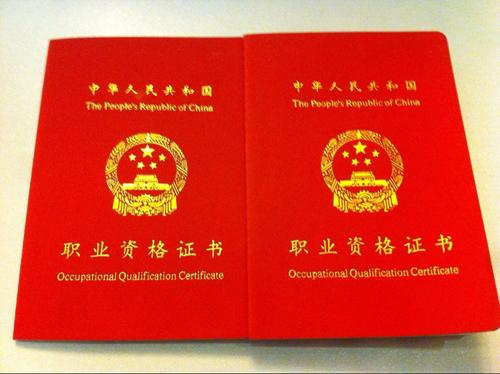 中华人民共和国
The People's Republic of China
职业资格证书
Occupational Qualification Certificate
中华人民共和国
The People's Republic of China
职业资格证书
Occupational Qualification Certificate